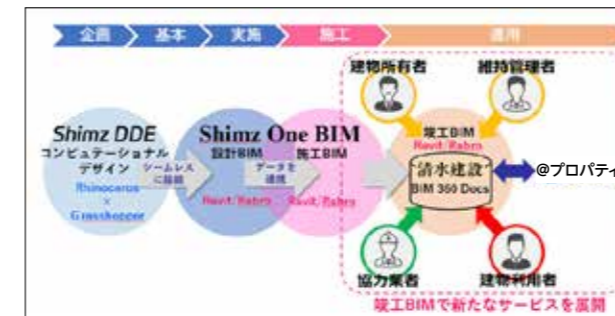 企画
基本
実施
施工
運用
建物所有者
維持管理者
Shimz DDE
コンピュテーショナル
デザイン
Rhinoceros
×
Grasshopper
シームレス
に接続
Shimz One BIM
設計BIM
施工BIM
データを
連携
Revit/Rebro
Revit/Rebro
竣工BIM
Revit/Rebro
清水建設
BIM 360 Docs
@プロパティ
協力業者
建物利用者
竣工BIMで新たなサービスを展開